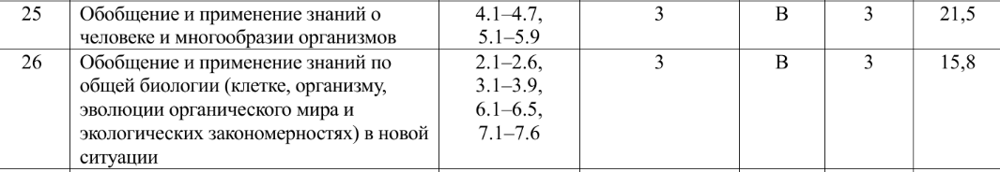 25 Обобщение и применение знаний о 4.1–4.7, 3 В 3 21,5
человеке и многообразии организмов 5.1–5.9
26 Обобщение и применение знаний по 2.1–2.6, 3 В 3 15,8
общей биологии (клетке, организму, 3.1–3.9,
эволюции органического мира и 6.1–6.5,
экологических закономерностях) в новой 7.1–7.6
ситуации